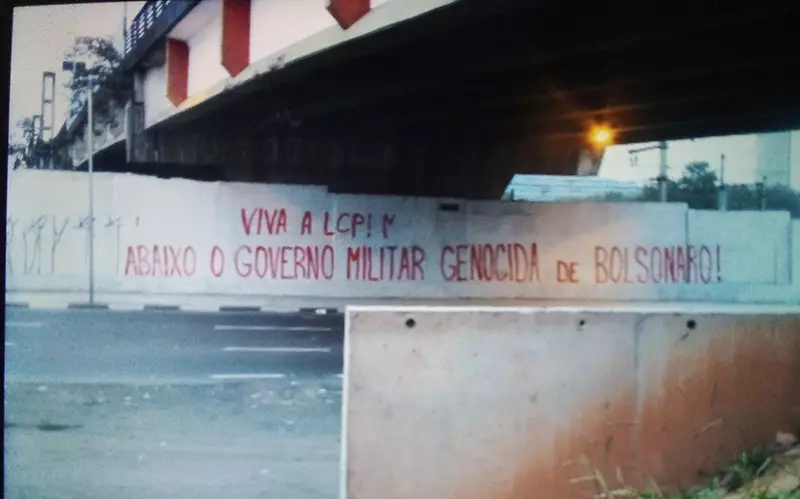 VIVA A LCP!
ABAIXO O GOVERNO MILITAR GENOCIDA DE BOLSONARO!